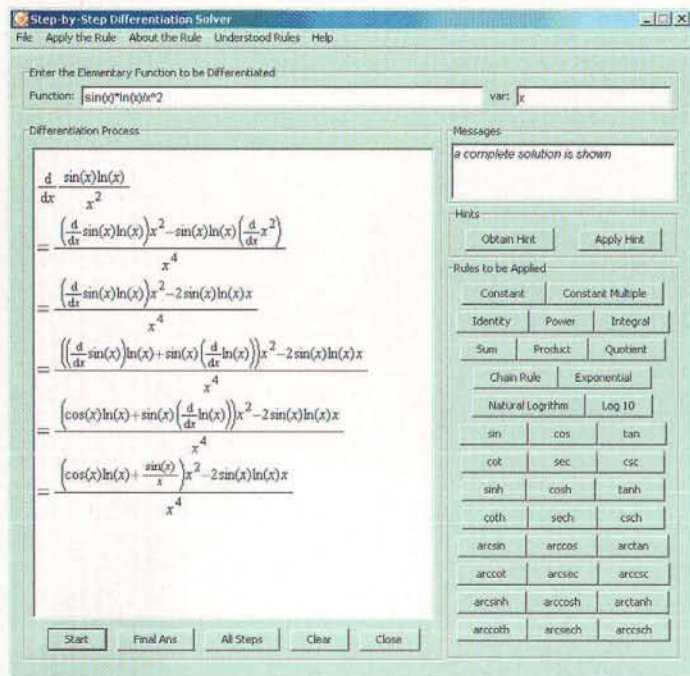 Step-by-Step Differentiation Solver
File Apply the Rule About the Rule Understood Rules Help
Enter the Elementary Function to be Differentiated
Function: sin(x)*ln(x)/x^2 var: x
Differentiation Process
d/dx sin(x)ln(x)/x^2
= ((d/dx sin(x)ln(x))x^2-sin(x)ln(x)(d/dx x^2))/x^4
= ((d/dx sin(x)ln(x))x^2-2sin(x)ln(x)x)/x^4
= (((d/dx sin(x))ln(x)+sin(x)(d/dx ln(x)))x^2-2sin(x)ln(x)x)/x^4
= ((cos(x)ln(x)+sin(x)(d/dx ln(x)))x^2-2sin(x)ln(x)x)/x^4
= ((cos(x)ln(x)+sin(x)/x)x^2-2sin(x)ln(x)x)/x^4
Start Final Ans All Steps Clear Close
Messages
a complete solution is shown
Hints
Obtain Hint Apply Hint
Rules to be Applied
Constant Constant Multiple
Identity Power Integral
Sum Product Quotient
Chain Rule Exponential
Natural Logrithm Log 10
sin cos tan
cot sec csc
sinh cosh tanh
coth sech csch
arcsin arccos arctan
arccot arcsec arccsc
arcsinh arccosh arctanh
arccoth arcsech arccsch